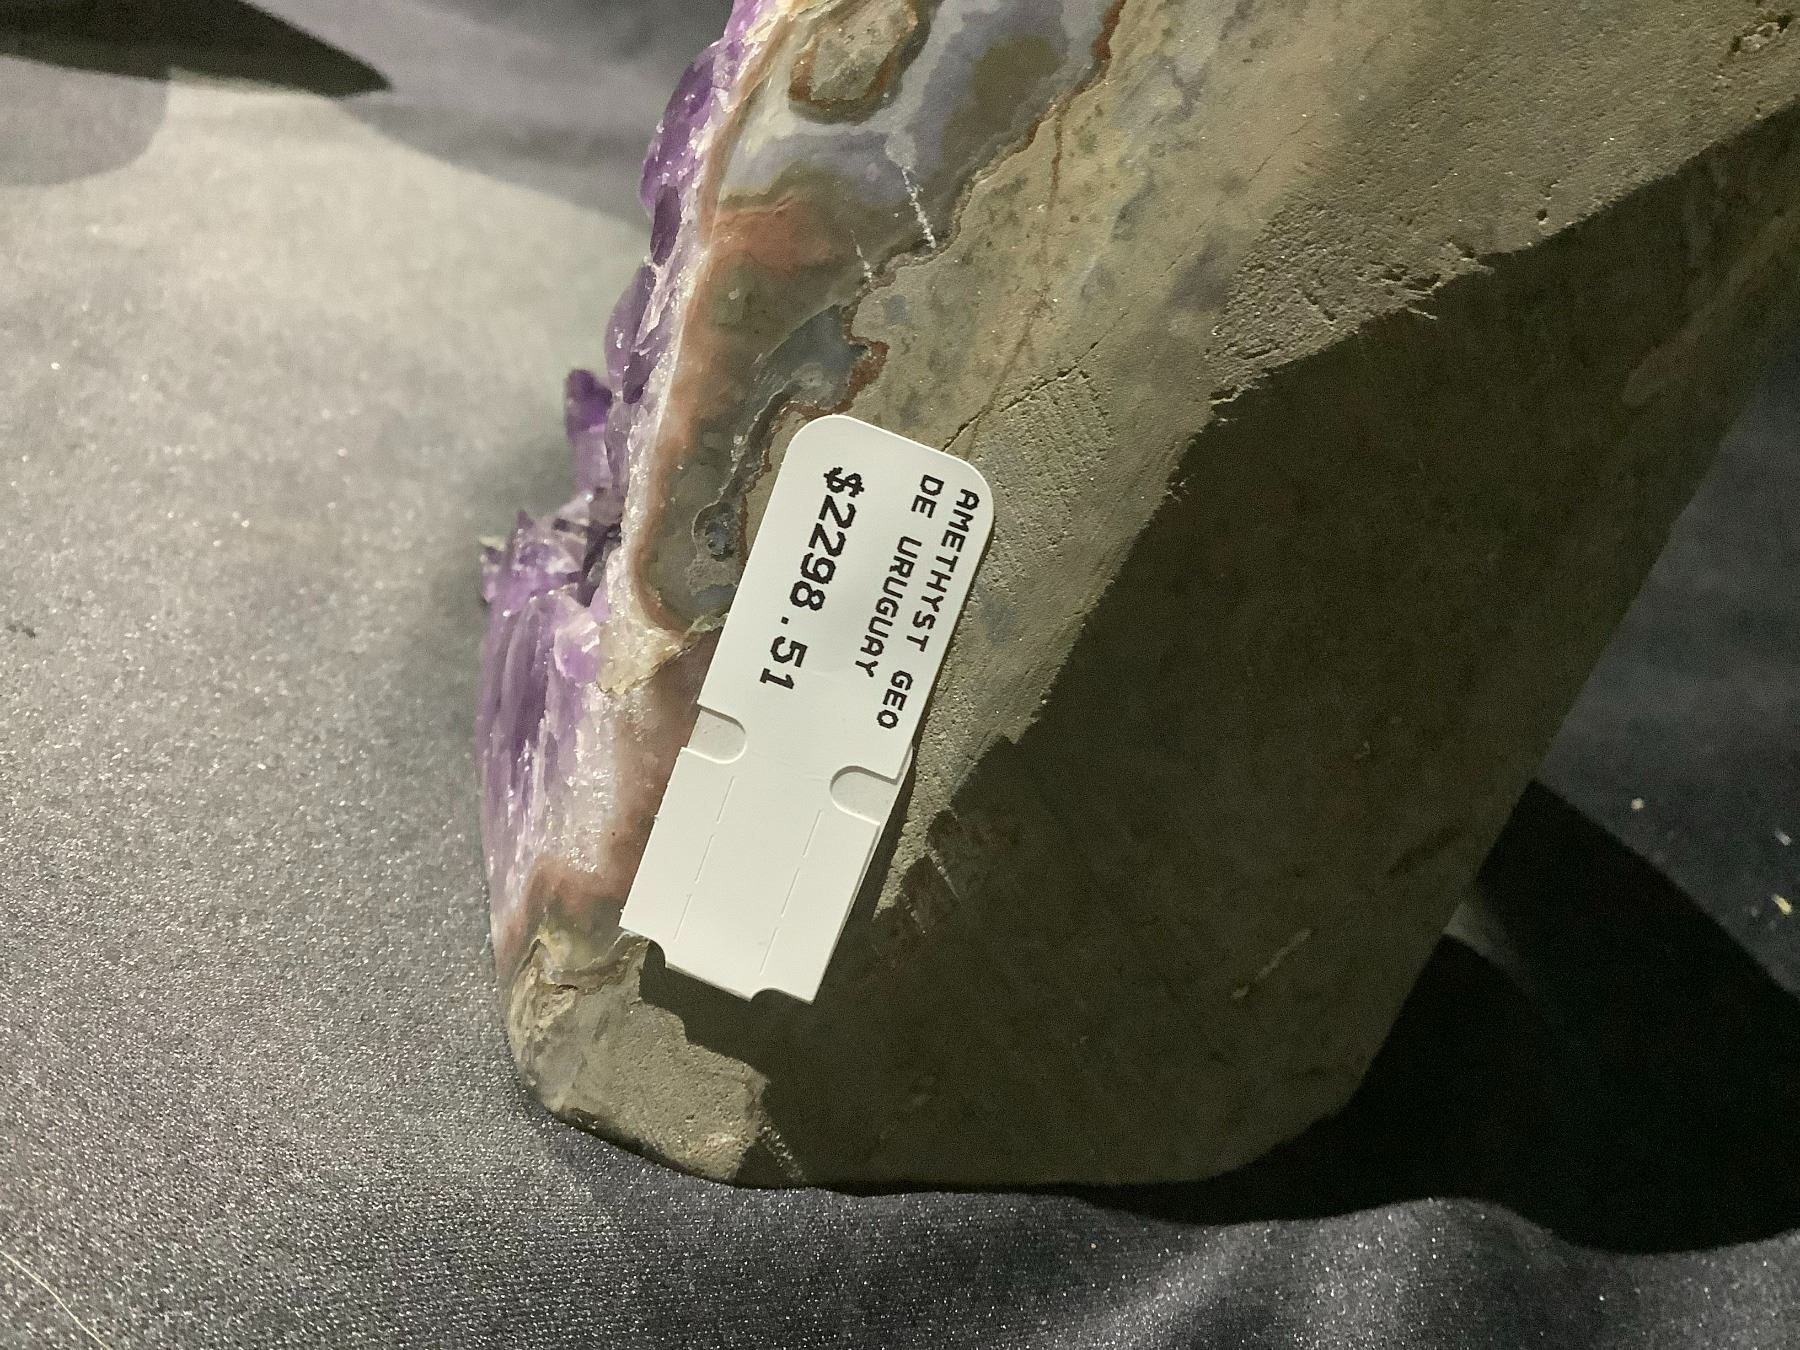 AMETHYST GEO
DE URUGUAY
$2298.51